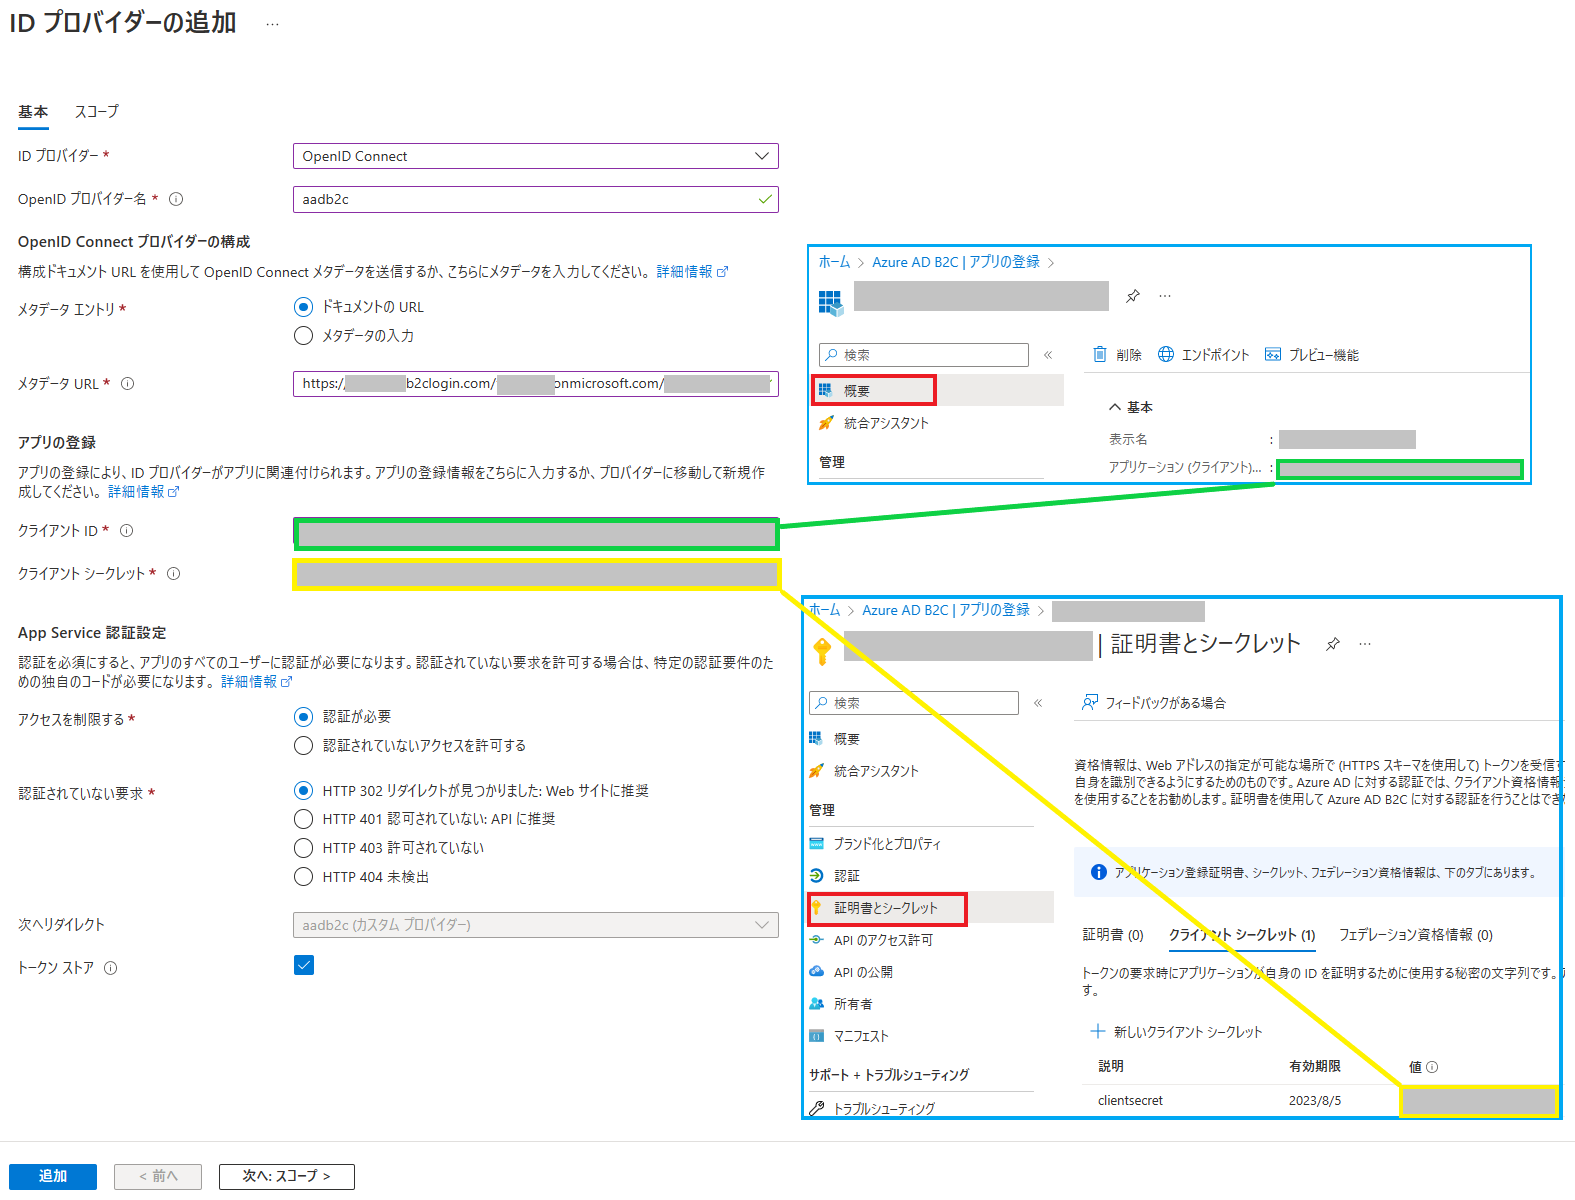 ID プロバイダーの追加 …
基本 スコープ
ID プロバイダー *
OpenID Connect
OpenID プロバイダー名 *
aadb2c
OpenID Connect プロバイダーの構成
構成ドキュメント URL を使用して OpenID Connect メタデータを送信するか、こちらにメタデータを入力してください。 詳細情報
メタデータ エントリ *
ドキュメントの URL
メタデータの入力
メタデータ URL *
https:/ b2clogin.com/ onmicrosoft.com/
アプリの登録
アプリの登録により、ID プロバイダーがアプリに関連付けられます。アプリの登録情報をこちらに入力するか、プロバイダーに移動して新規作
成してください。 詳細情報
クライアント ID *
クライアント シークレット *
App Service 認証設定
認証を必須にすると、アプリのすべてのユーザーに認証が必要になります。認証されていない要求を許可する場合は、特定の認証要件のた
めの独自のコードが必要になります。 詳細情報
アクセスを制限する *
認証が必要
認証されていないアクセスを許可する
認証されていない要求 *
HTTP 302 リダイレクトが見つかりました: Web サイトに推奨
HTTP 401 認可されていない: API に推奨
HTTP 403 許可されていない
HTTP 404 未検出
次へリダイレクト
aadb2c (カスタム プロバイダー)
トークン ストア
追加
< 前へ
次へ: スコープ >
ホーム > Azure AD B2C | アプリの登録 >
…
検索 «
削除 エンドポイント プレビュー機能
概要
統合アシスタント
管理
基本
表示名 :
アプリケーション (クライアント)... :
ホーム > Azure AD B2C | アプリの登録 >
| 証明書とシークレット …
検索 «
フィードバックがある場合
概要
統合アシスタント
管理
ブランド化とプロパティ
認証
証明書とシークレット
API のアクセス許可
API の公開
所有者
マニフェスト
サポート + トラブルシューティング
トラブルシューティング
資格情報は、Web アドレスの指定が可能な場所で (HTTPS スキーマを使用して) トークンを受信す
自身を識別できるようにするためのものです。Azure AD に対する認証では、クライアント資格情報
を使用することをお勧めします。証明書を使用して Azure AD B2C に対する認証を行うことはでき
アプリケーション登録証明書、シークレット、フェデレーション資格情報は、下のタブにあります。
証明書 (0) クライアント シークレット (1) フェデレーション資格情報 (0)
トークンの要求時にアプリケーションが自身の ID を証明するために使用する秘密の文字列です。
す。
新しいクライアント シークレット
説明 有効期限 値
clientsecret 2023/8/5